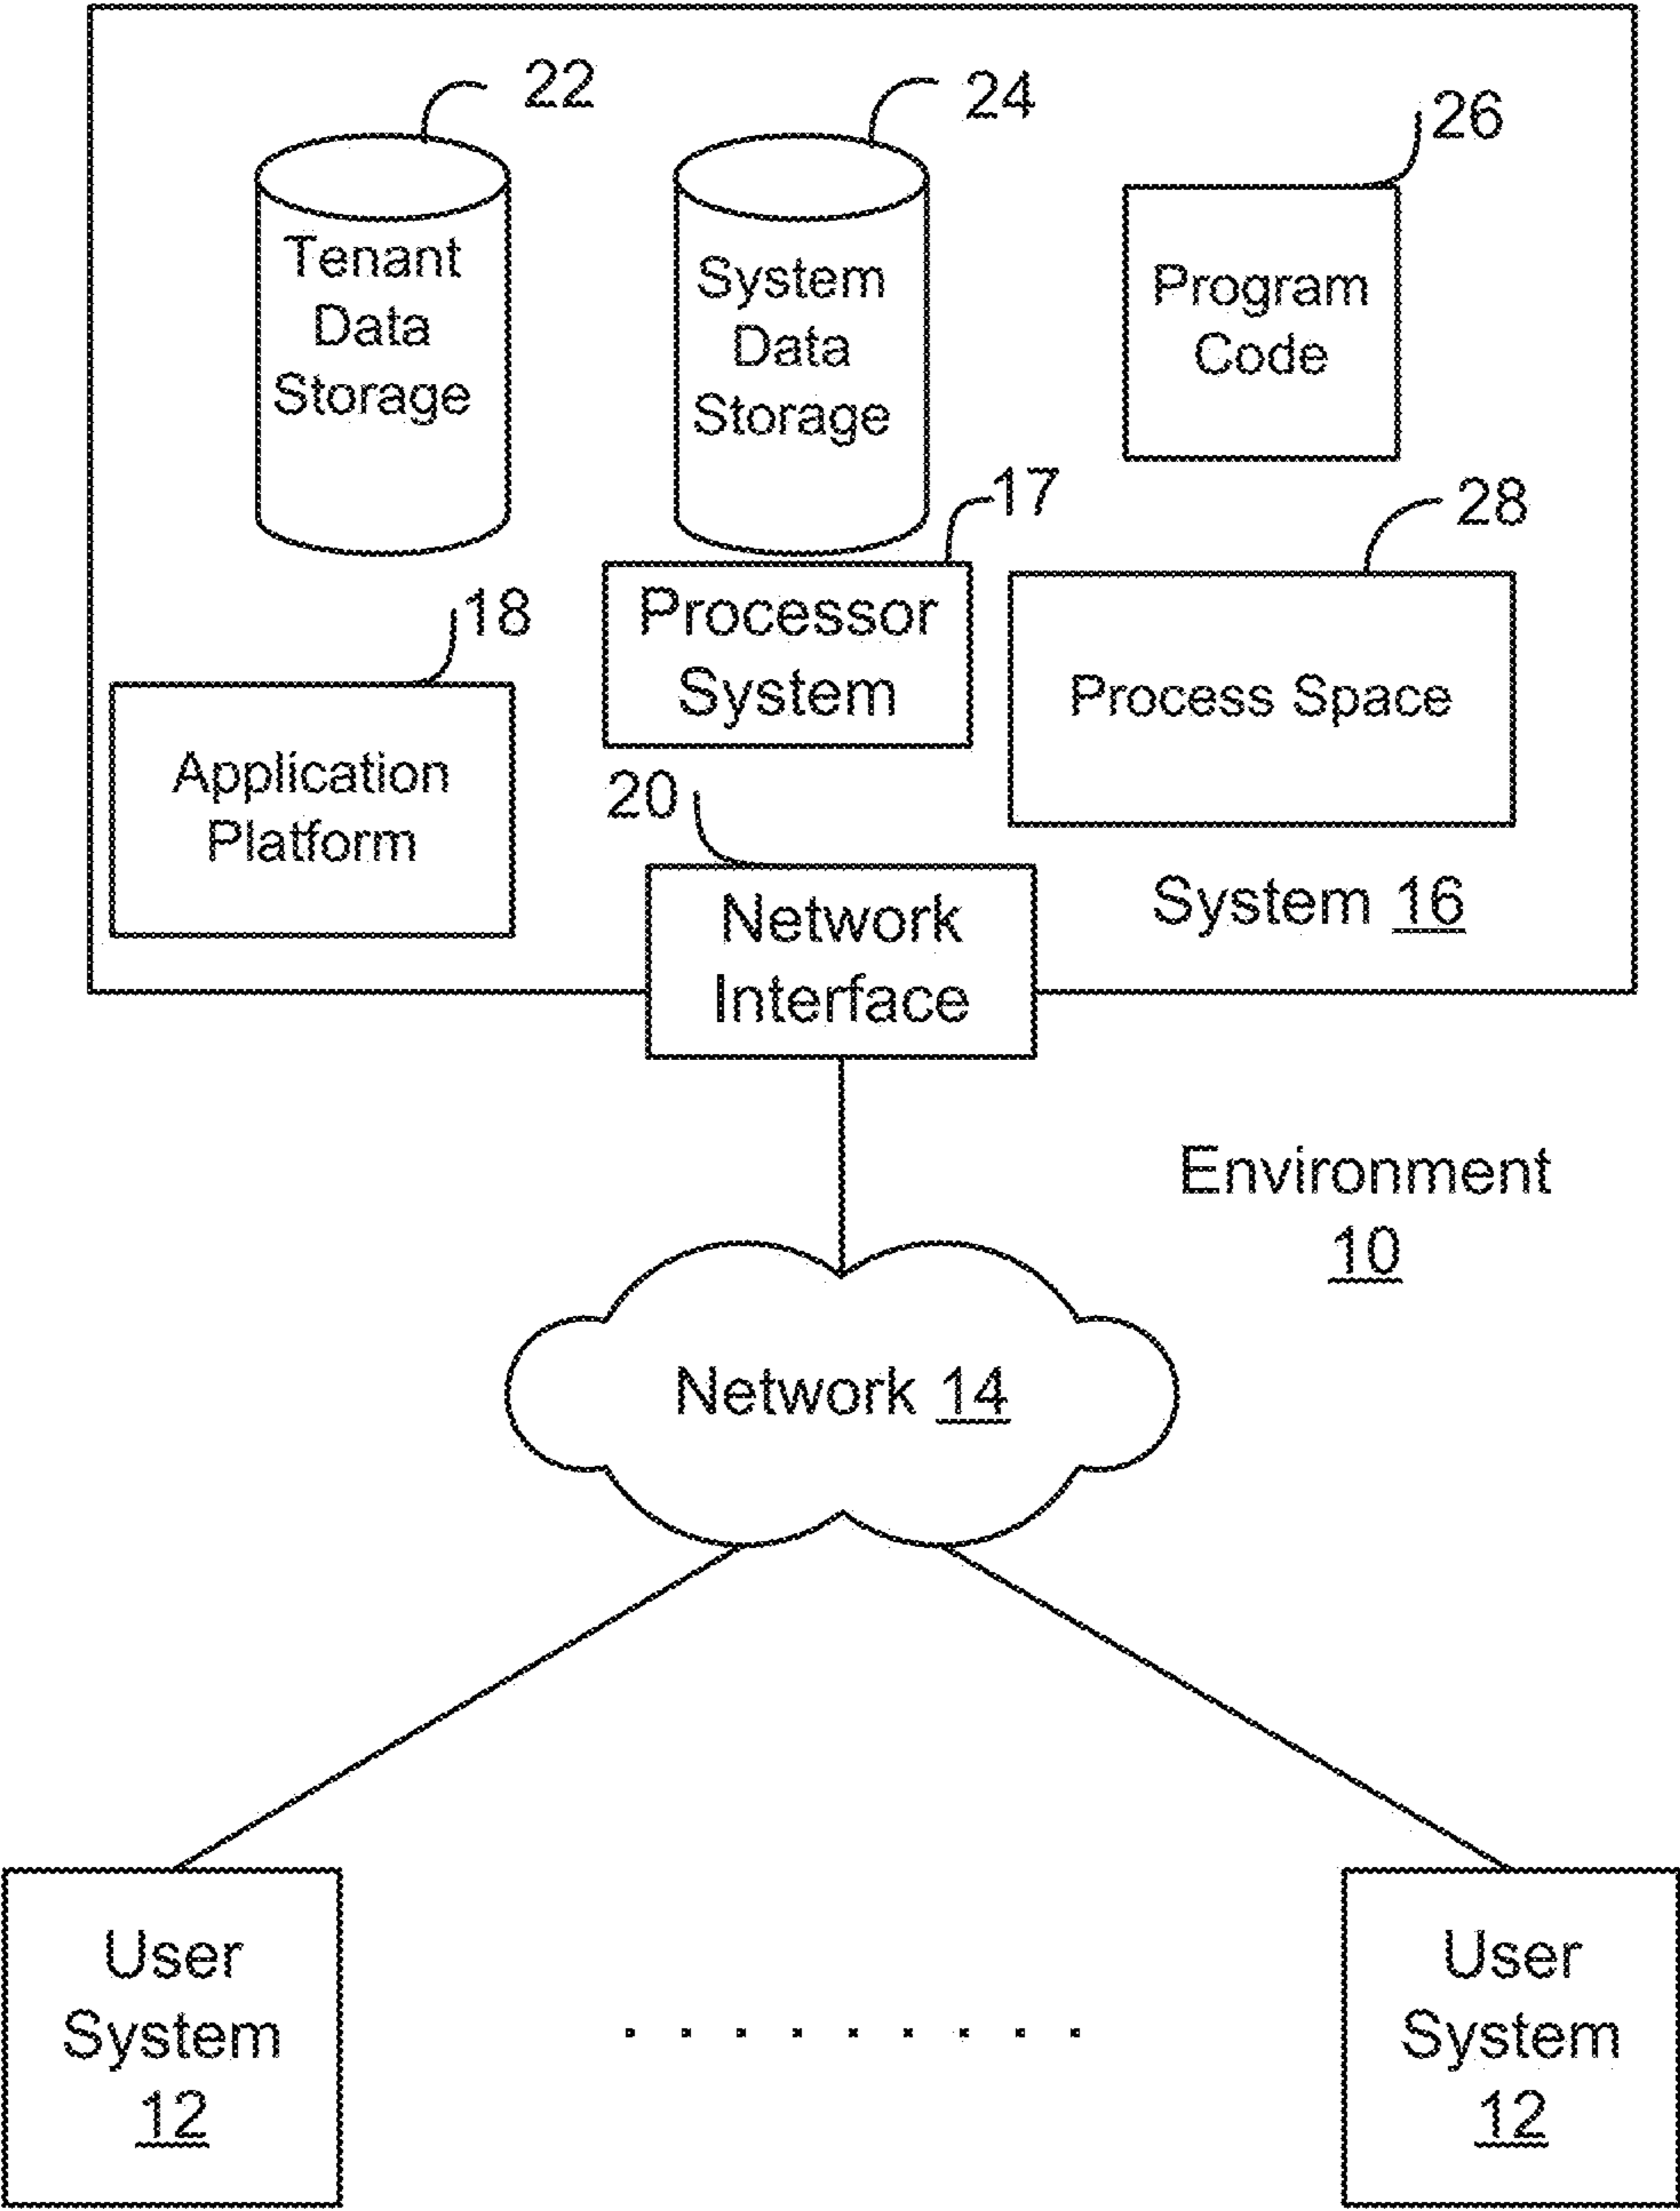 22
24
26
Tenant
Data
Storage
System
Data
Storage
Program
Code
17
28
18
Processor
System
Process Space
Application
Platform
20
Network
Interface
System 16
Environment
10
Network 14
User
System
12
. . . . . . . . .
User
System
12